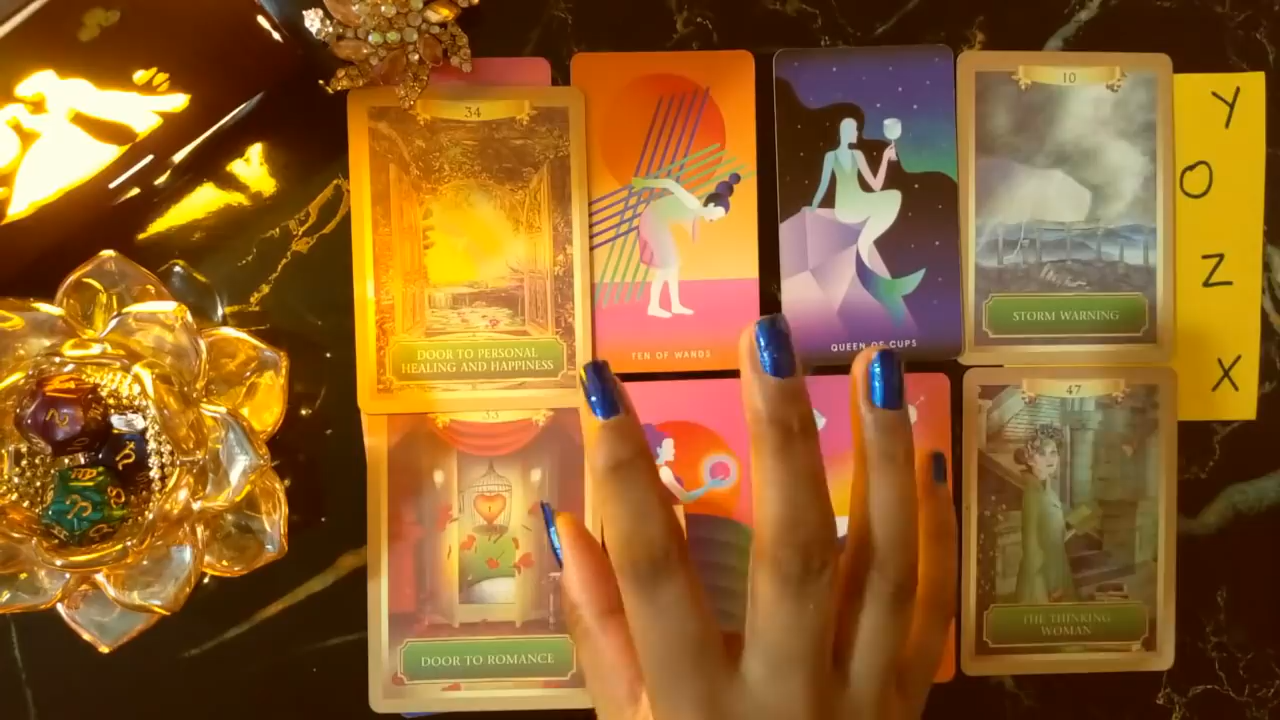 34
DOOR TO PERSONAL
HEALING AND HAPPINESS
TEN OF WANDS
QUEEN OF CUPS
10
STORM WARNING
Y
O
Z
X
33
DOOR TO ROMANCE
47
THE THINKING
WOMAN